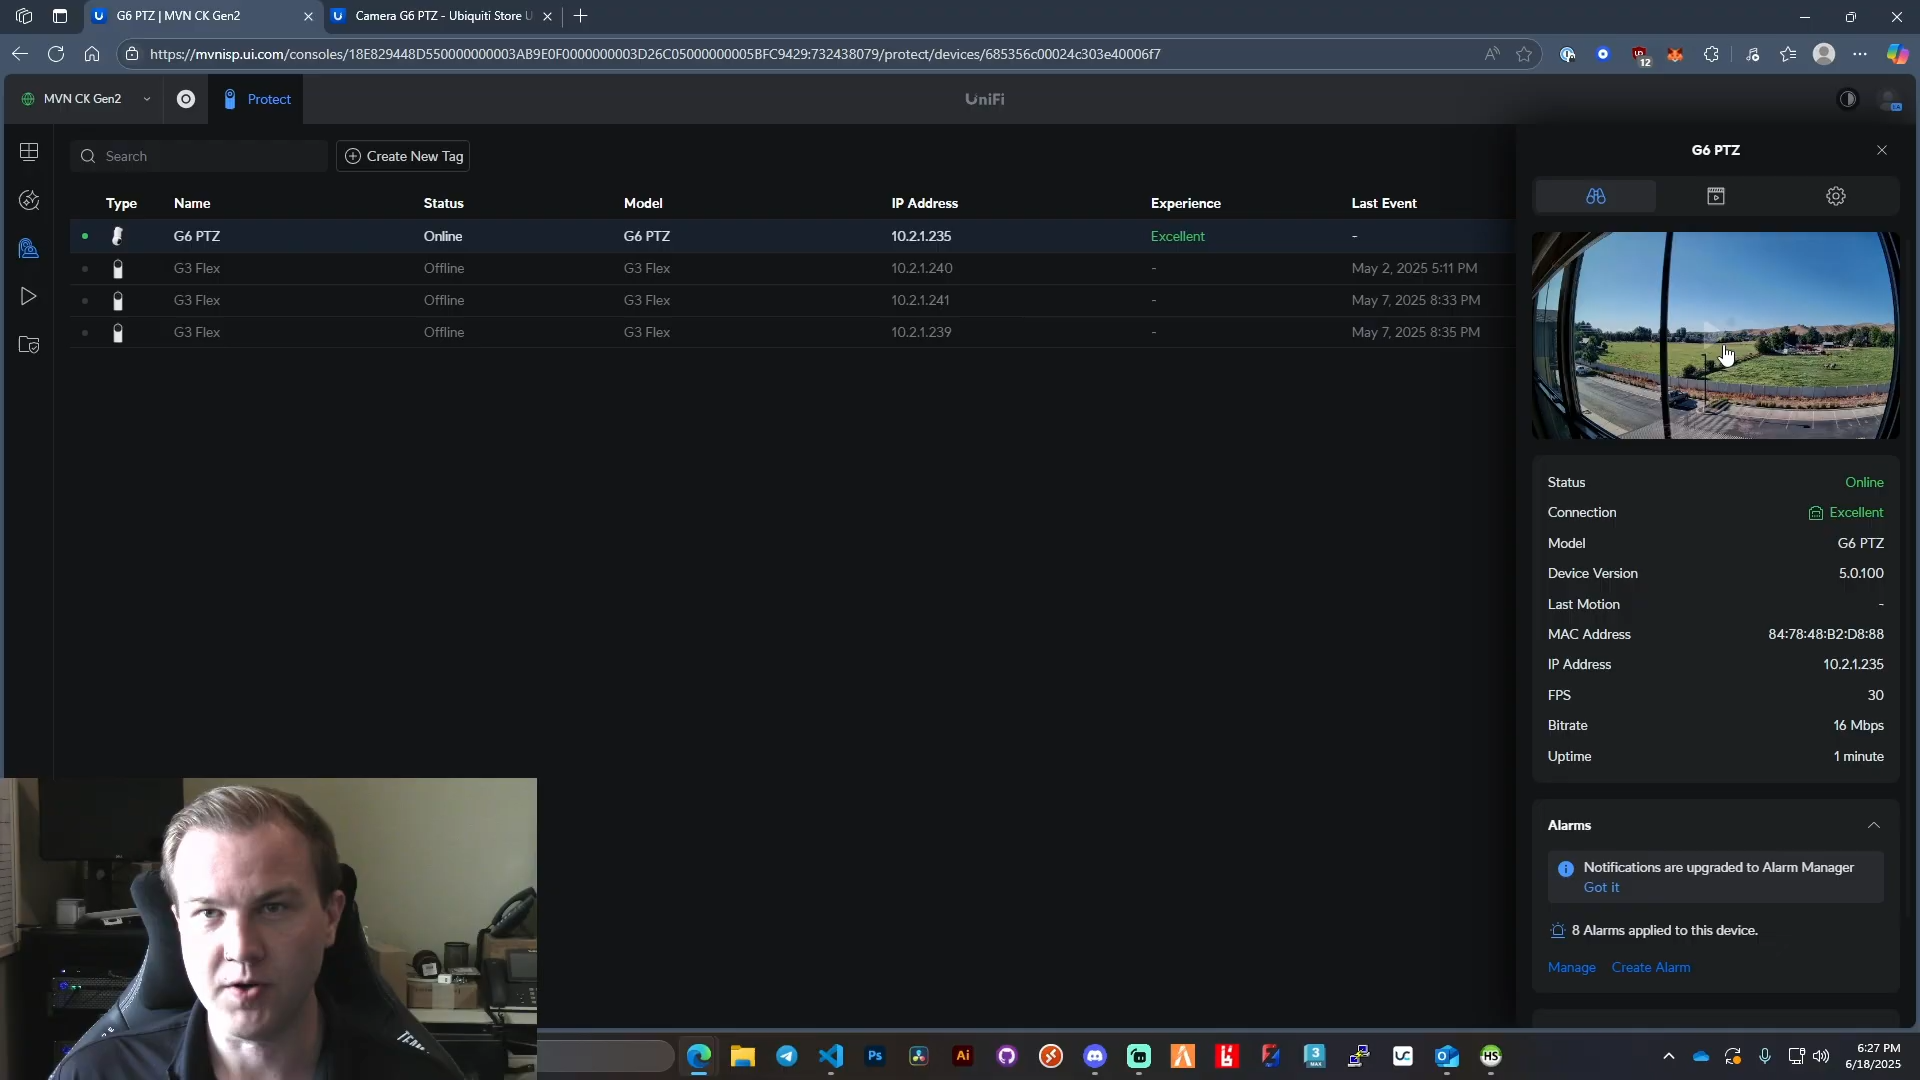 G6 PTZ | MVN CK Gen2
Camera G6 PTZ - Ubiquiti Store U
https://mvnisp.ui.com/consoles/18E829448D550000000003AB9E0F0000000003D26C05000000005BFC9429:732438079/protect/devices/685356c00024c303e40006f7
12
MVN CK Gen2
Protect
UniFi
Search
Create New Tag
G6 PTZ
Type Name Status Model IP Address Experience Last Event
G6 PTZ Online G6 PTZ 10.2.1.235 Excellent -
G3 Flex Offline G3 Flex 10.2.1.240 - May 2, 2025 5:11 PM
G3 Flex Offline G3 Flex 10.2.1.241 - May 7, 2025 8:33 PM
G3 Flex Offline G3 Flex 10.2.1.239 - May 7, 2025 8:35 PM
Status Online
Connection Excellent
Model G6 PTZ
Device Version 5.0.100
Last Motion -
MAC Address 84:78:48:B2:D8:88
IP Address 10.2.1.235
FPS 30
Bitrate 16 Mbps
Uptime 1 minute
Alarms
Notifications are upgraded to Alarm Manager
Got it
8 Alarms applied to this device.
Manage Create Alarm
TEAM
Ps
Ai
3
MAX
UC
HS
6:27 PM
6/18/2025